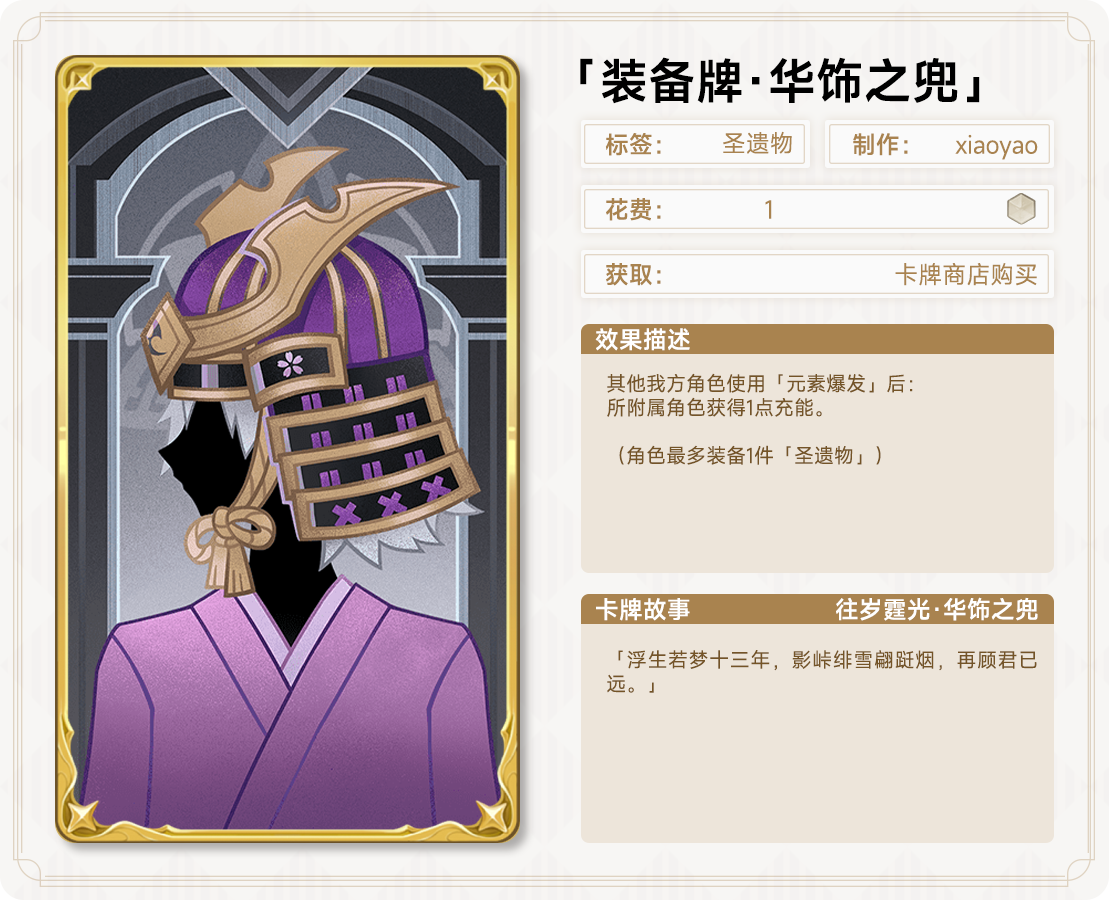 「装备牌·华饰之兜」
标签: 圣遗物
制作: xiaoyao
花费: 1
获取: 卡牌商店购买
效果描述
其他我方角色使用「元素爆发」后:
所附属角色获得1点充能。
（角色最多装备1件「圣遗物」）
卡牌故事 往岁霆光·华饰之兜
「浮生若梦十三年，影峠绯雪翩跹烟，再顾君已
远。」